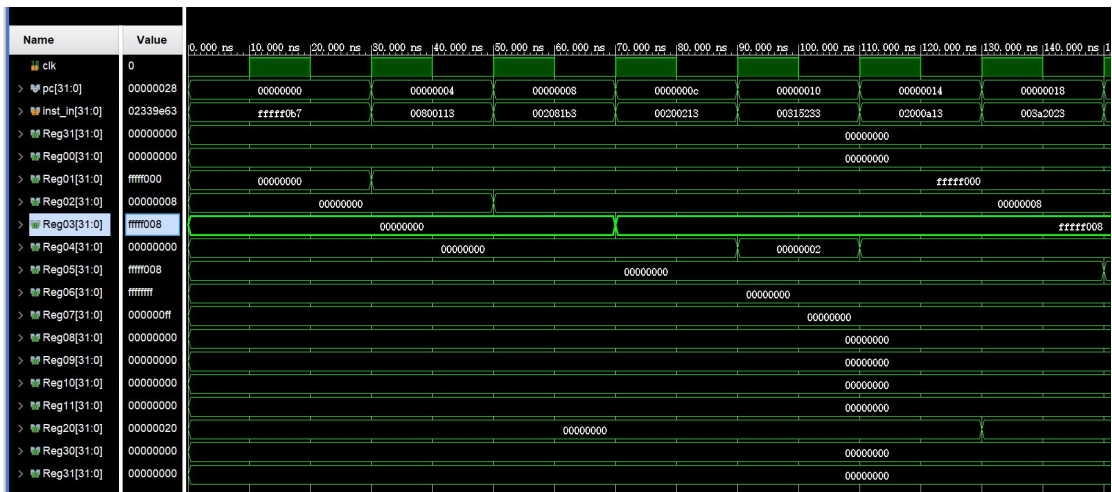 Name Value 0.000 ns 10.000 ns 20.000 ns 30.000 ns 40.000 ns 50.000 ns 60.000 ns 70.000 ns 80.000 ns 90.000 ns 100.000 ns 110.000 ns 120.000 ns 130.000 ns 140.000 ns
clk 0
pc[31:0] 00000028 00000000 00000004 00000008 0000000c 00000010 00000014 00000018
inst_in[31:0] 02339e63 fffff0b7 00800113 002081b3 00200213 00315233 02000a13 003a2023
Reg31[31:0] 00000000 00000000
Reg00[31:0] 00000000 00000000
Reg01[31:0] fffff000 00000000 fffff000
Reg02[31:0] 00000008 00000000 00000008
Reg03[31:0] fffff008 00000000 fffff008
Reg04[31:0] 00000000 00000000 00000002
Reg05[31:0] fffff008 00000000
Reg06[31:0] ffffffff 00000000
Reg07[31:0] 000000ff 00000000
Reg08[31:0] 00000000 00000000
Reg09[31:0] 00000000 00000000
Reg10[31:0] 00000000 00000000
Reg11[31:0] 00000000 00000000
Reg20[31:0] 00000020 00000000
Reg30[31:0] 00000000 00000000
Reg31[31:0] 00000000 00000000